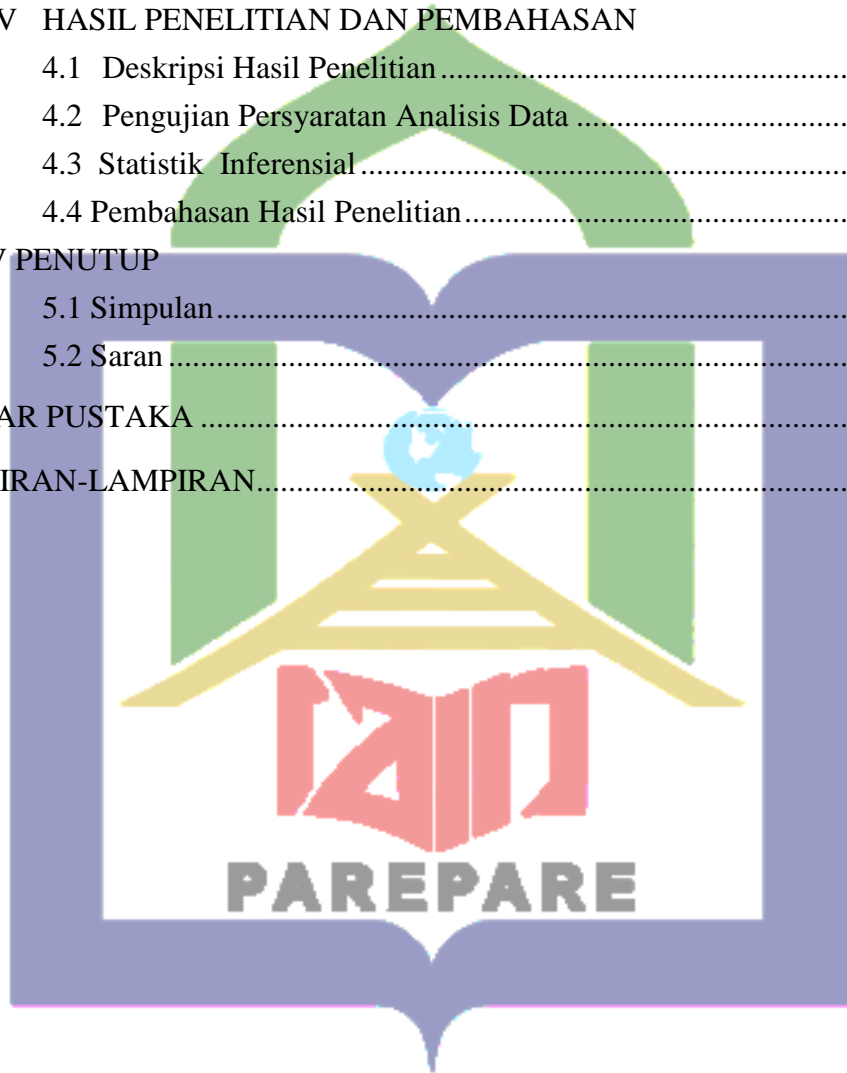 V HASIL PENELITIAN DAN PEMBAHASAN
4.1 Deskripsi Hasil Penelitian..........................................................
4.2 Pengujian Persyaratan Analisis Data ......................................
4.3 Statistik Inferensial....................................................................
4.4 Pembahasan Hasil Penelitian......................................................
V PENUTUP
5.1 Simpulan......................................................................................
5.2 Saran ...........................................................................................
AR PUSTAKA .......................................................................................
IRAN-LAMPIRAN................................................................................
iain
PAREPARE